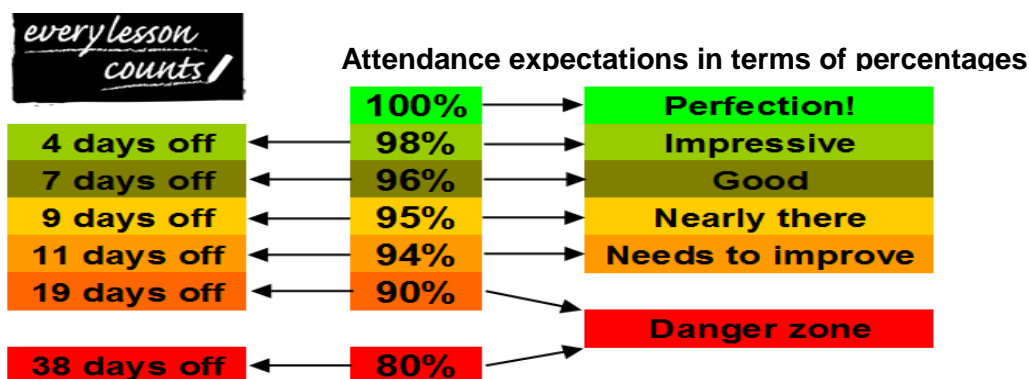 every lesson
counts
Attendance expectations in terms of percentages
100% Perfection!
4 days off 98% Impressive
7 days off 96% Good
9 days off 95% Nearly there
11 days off 94% Needs to improve
19 days off 90%
Danger zone
38 days off 80%